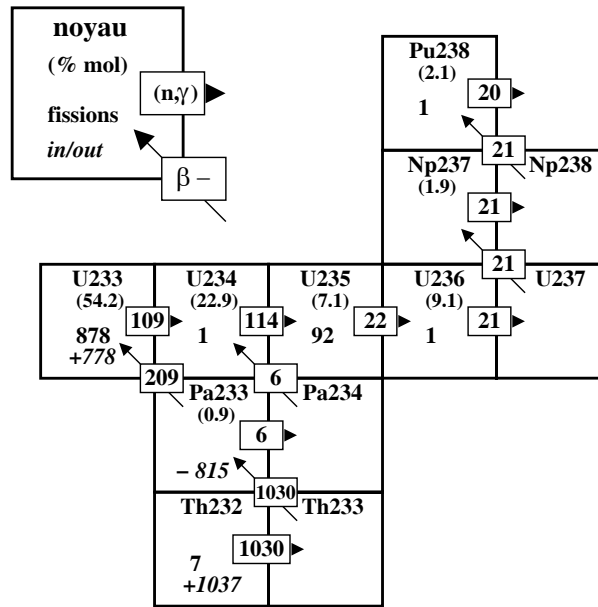 noyau
(% mol)
(n,γ)
fissions
in/out
β −
Pu238
(2.1)
20
1
21
Np237
Np238
(1.9)
21
21
U233
U234
U235
U236
U237
(54.2)
(22.9)
(7.1)
(9.1)
109
114
22
21
878
1
92
1
+778
209
6
Pa233
Pa234
(0.9)
6
− 815
1030
Th232
Th233
1030
7
+1037